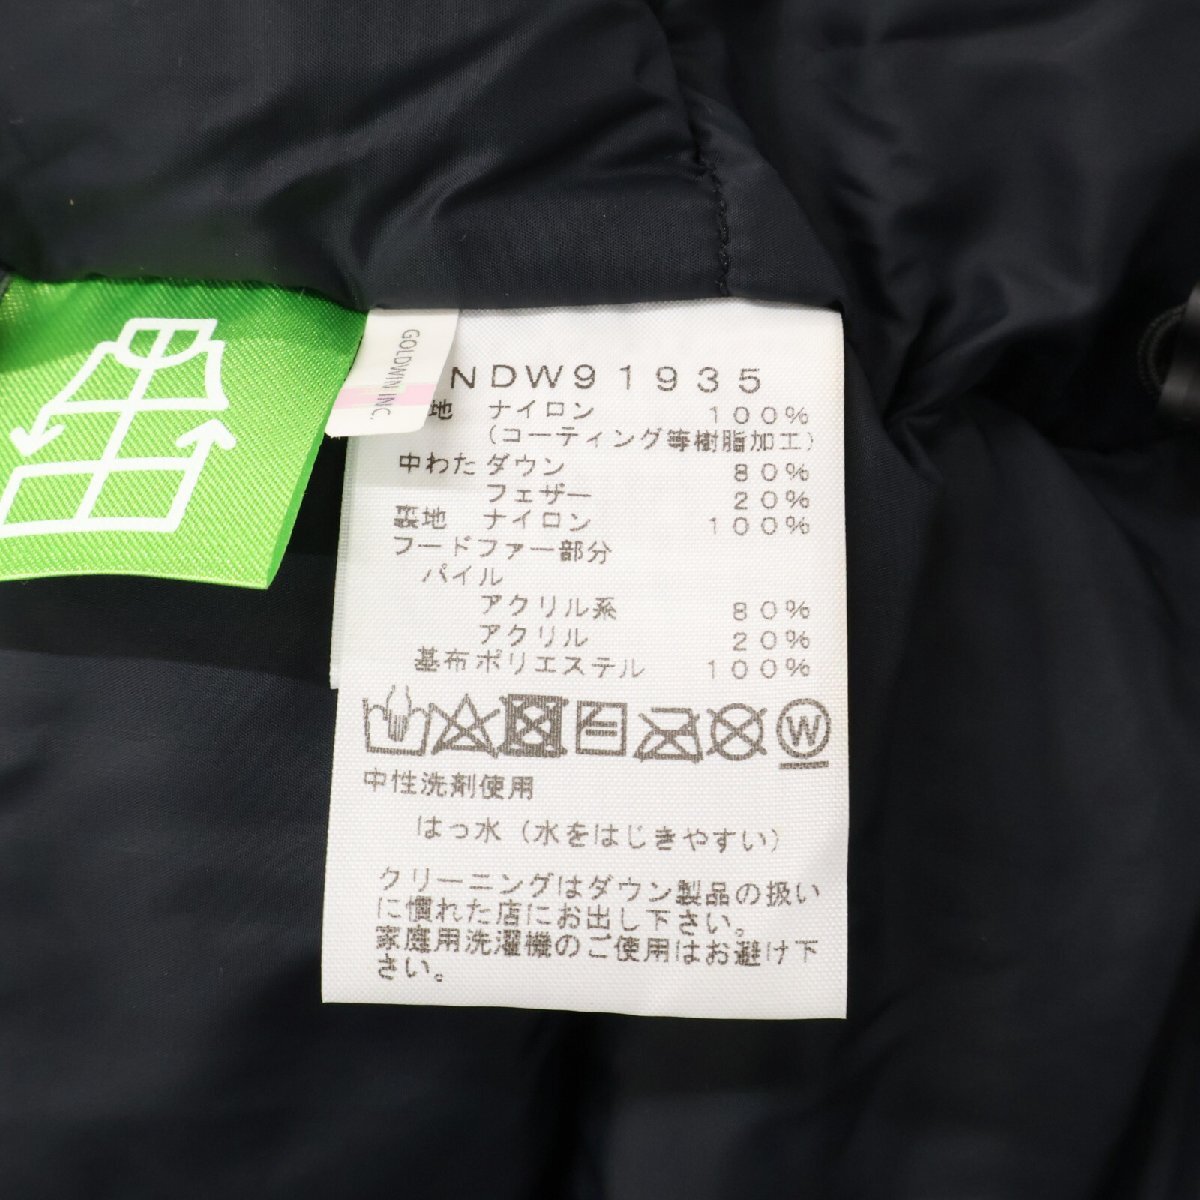 GOLDWIN INC
NDW91935
地 ナイロン 100%
(コーティング等樹脂加工)
中わた ダウン 80%
フェザー 20%
裏地 ナイロン 100%
フードファー部分
パイル
アクリル系 80%
アクリル 20%
基布 ポリエステル 100%
W
中性洗剤使用
はっ水(水をはじきやすい)
クリーニングはダウン製品の扱い
に慣れた店にお出し下さい。
家庭用洗濯機のご使用はお避け下
さい。